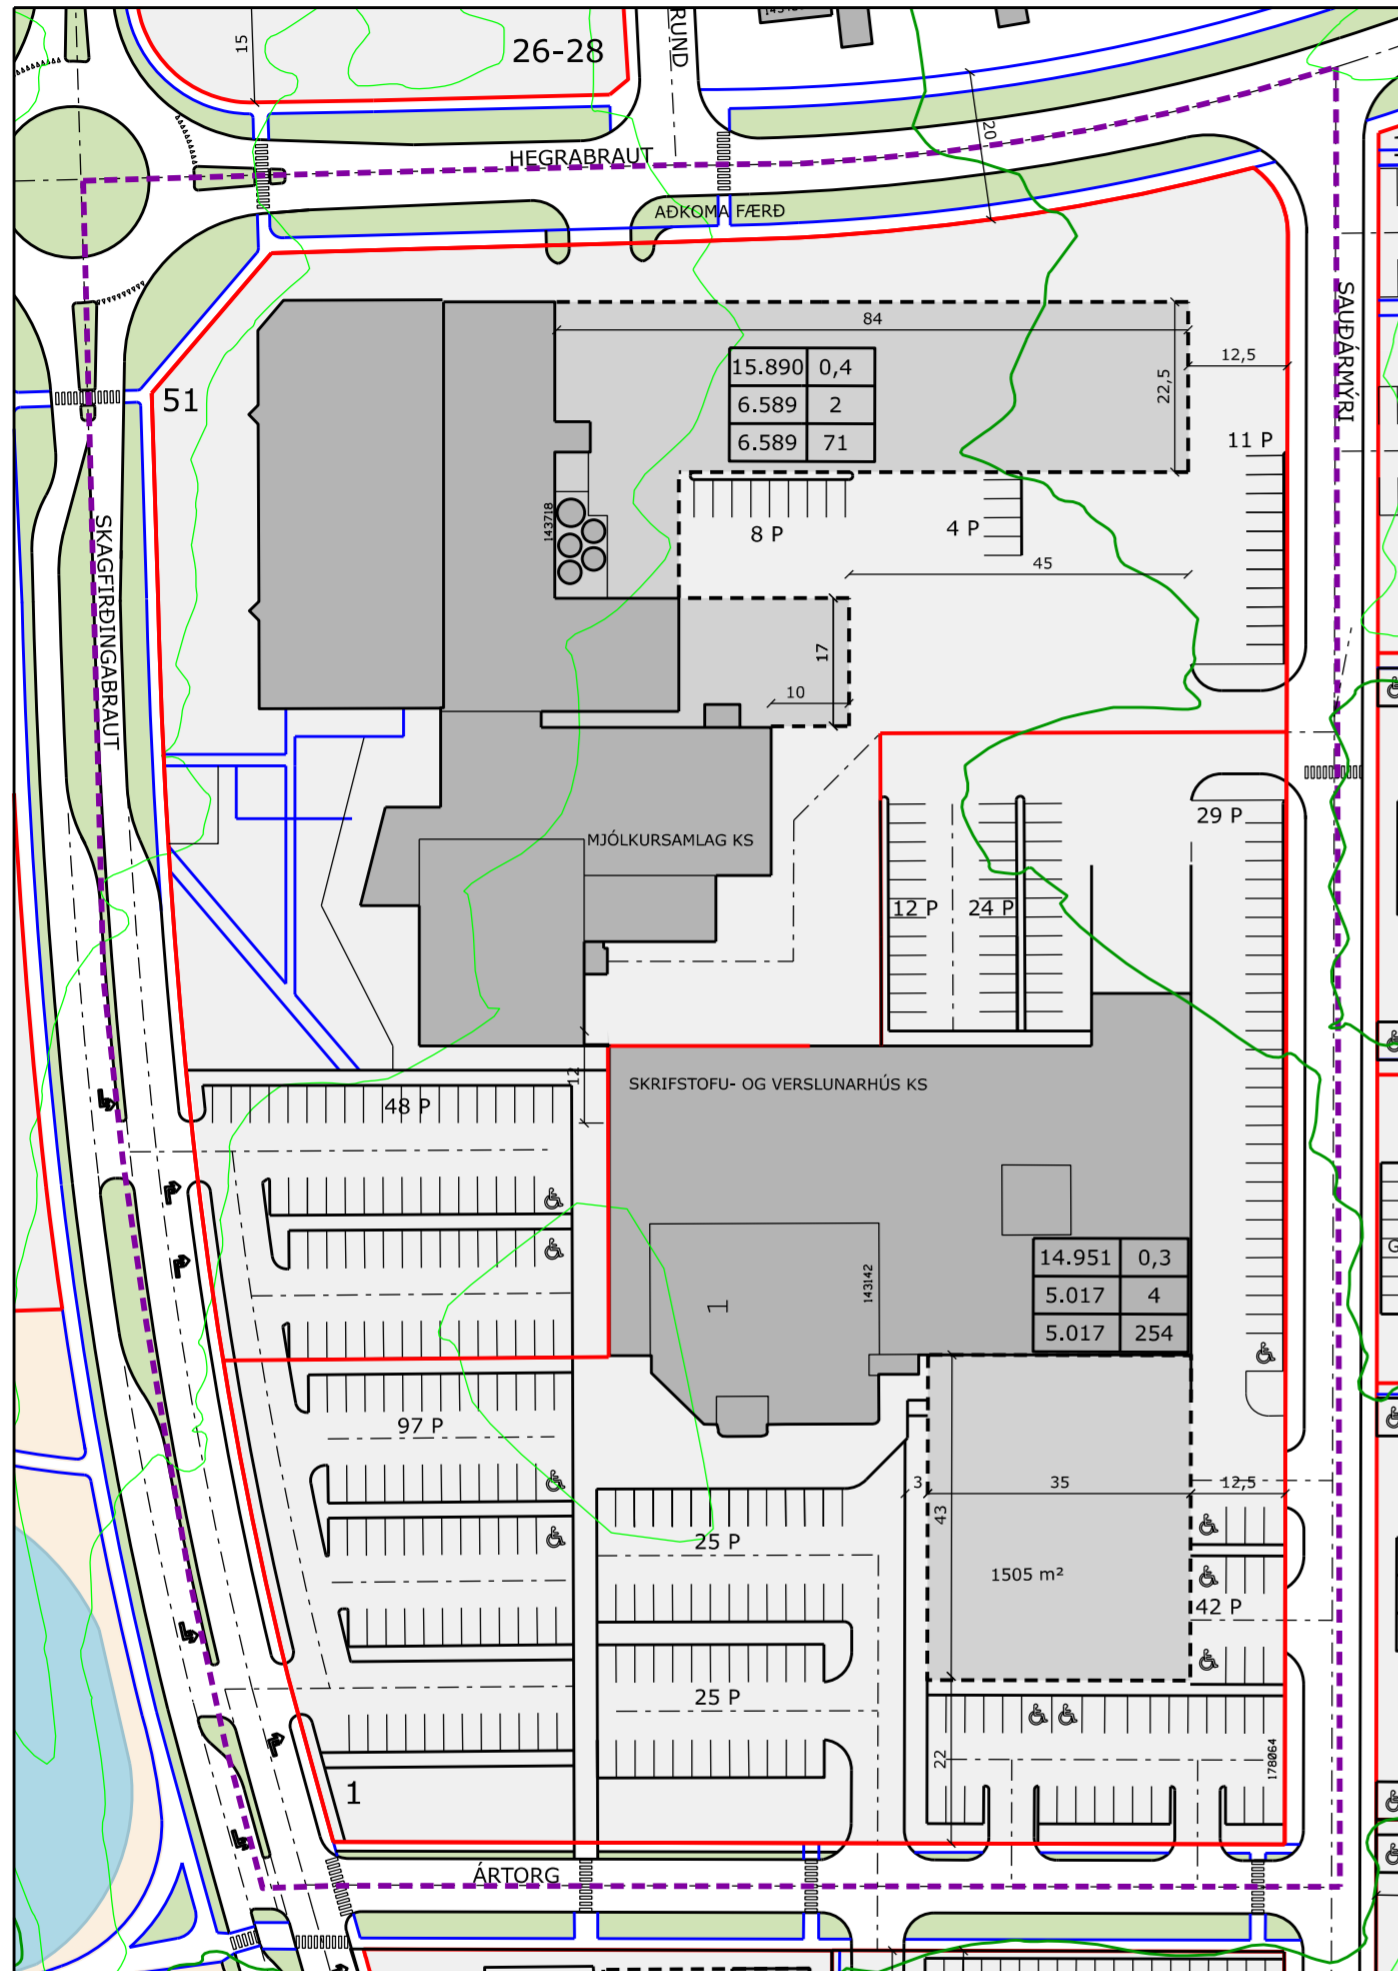 26-28
15
RUND
20
HEGRABRAUT
AÐKOMA FÆRÐ
SAUÐÁRMÝRI
84
15.890 0,4
6.589 2
6.589 71
22,5
12,5
51
11 P
143718
8 P
4 P
45
SKAGFIRÐINGABRAUT
17
10
29 P
MJÓLKURSAMLAG KS
12 P
24 P
12
SKRIFSTOFU- OG VERSLUNARHÚS KS
48 P
14.951 0,3
5.017 4
5.017 254
143142
1
97 P
3
35
12,5
43
25 P
1505 m²
42 P
25 P
22
178064
1
ÁRTORG